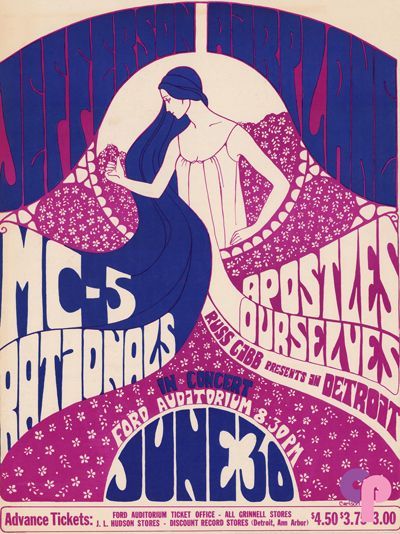 JEFFERSON AIRPLANE
MC-5
RATIONALS
APOSTLES
OURSELVES
RUSS GIBB PRESENTS IN DETROIT
IN CONCERT
FORD AUDITORIUM 8:30PM
JUNE 30
Advance Tickets:
FORD AUDITORIUM TICKET OFFICE - ALL GRINNELL STORES
J. L. HUDSON STORES - DISCOUNT RECORD STORES (Detroit, Ann Arbor)
$4.50 $3.75 3.00
cp